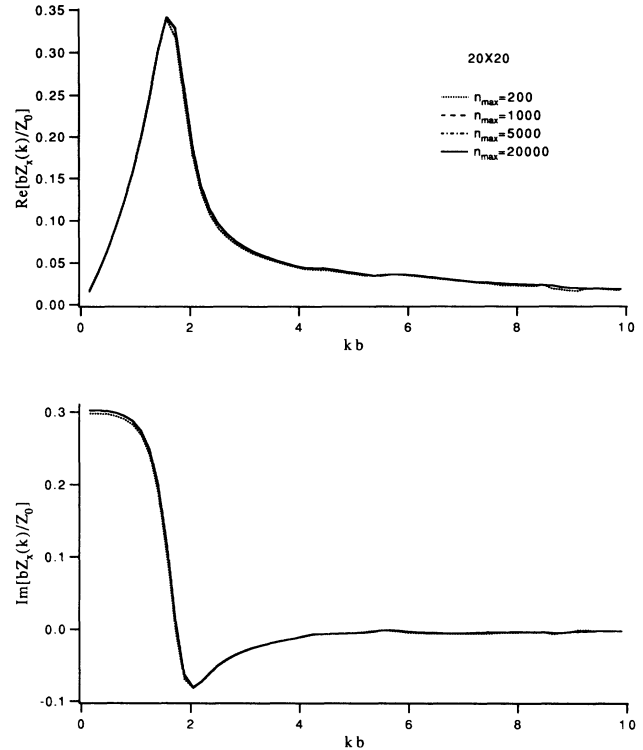 0.35
0.30
0.25
0.20
0.15
0.10
0.05
0.00
Re[bZx(k)/Z0]
20X20
nmax=200
nmax=1000
nmax=5000
nmax=20000
0 2 4 6 8 10
kb
0.3
0.2
0.1
0.0
-0.1
Im[bZx(k)/Z0]
0 2 4 6 8 10
kb